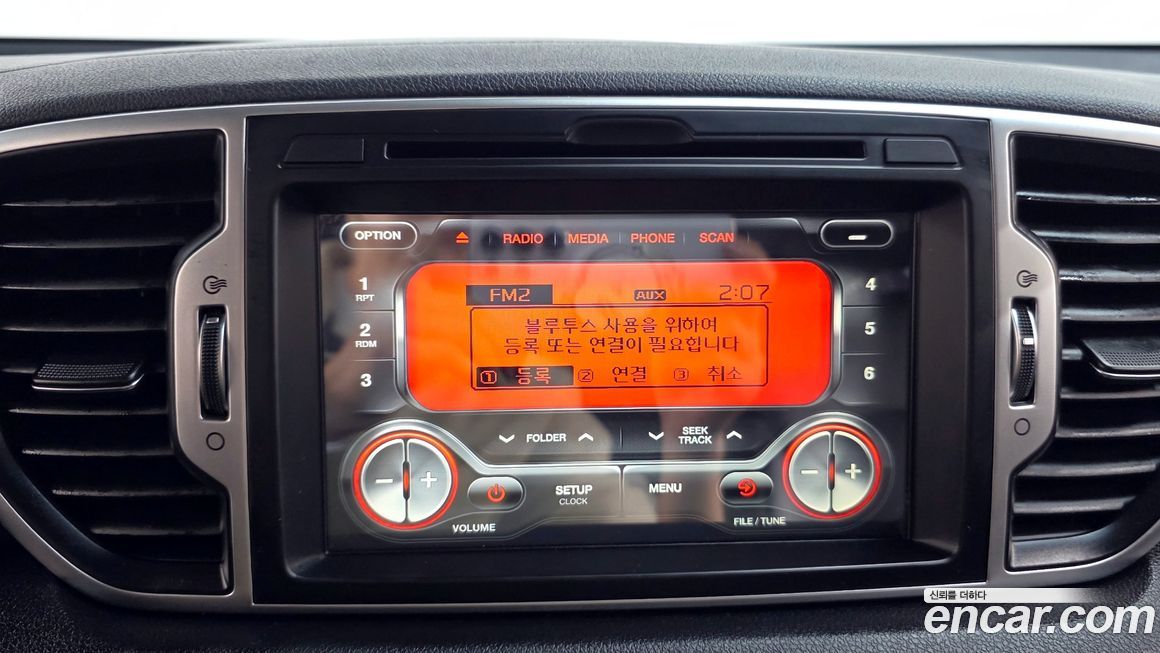 OPTION
RADIO MEDIA PHONE SCAN
1
RPT
2
RDM
3
4
5
6
FM2 AUX 2:07
블루투스 사용을 위하여
등록 또는 연결이 필요합니다
1 등록 2 연결 3 취소
FOLDER
SEEK
TRACK
SETUP
CLOCK
MENU
VOLUME
FILE / TUNE
신뢰를 더하다
encar.com